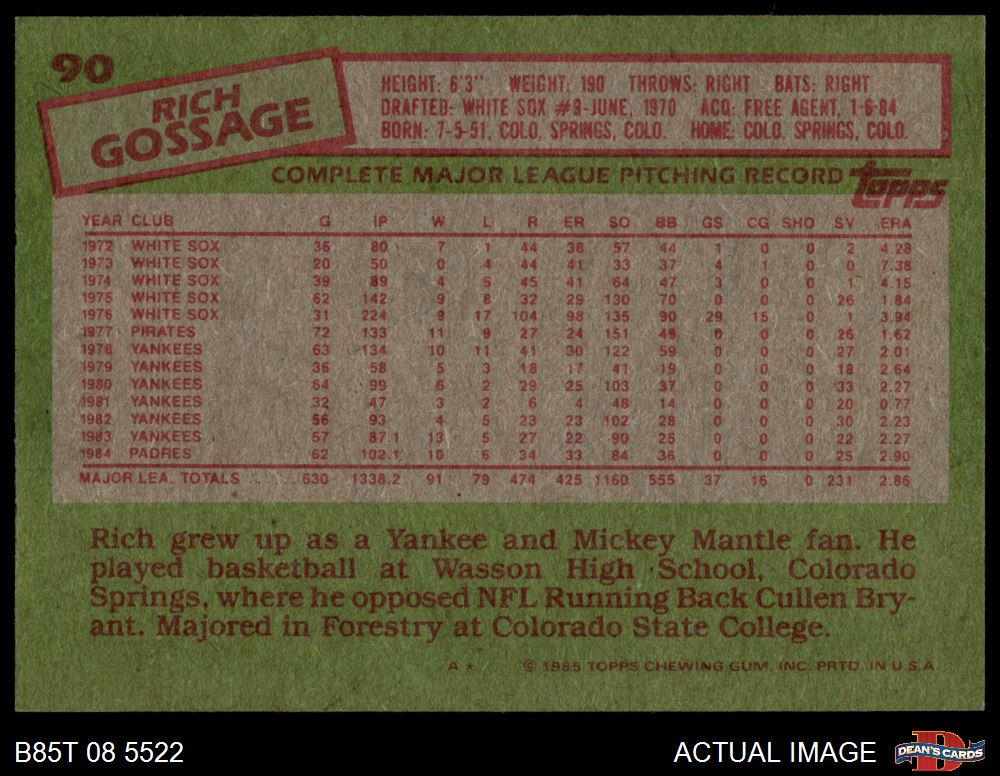 90
RICH
GOSSAGE
HEIGHT: 6'3" WEIGHT: 190 THROWS: RIGHT BATS: RIGHT
DRAFTED: WHITE SOX #9-JUNE, 1970 ACQ: FREE AGENT, 1-6-84
BORN: 7-5-51, COLO. SPRINGS, COLO. HOME: COLO. SPRINGS, COLO.
COMPLETE MAJOR LEAGUE PITCHING RECORD topps
YEAR CLUB G IP W L R ER SO BB GS CG SHO SV ERA
1972 WHITE SOX 36 80 7 1 44 38 57 44 1 0 0 2 4.28
1973 WHITE SOX 20 50 0 4 44 41 33 37 4 1 0 0 7.38
1974 WHITE SOX 39 89 4 6 45 41 64 47 3 0 0 1 4.15
1975 WHITE SOX 62 142 9 8 32 29 130 70 0 0 0 26 1.84
1976 WHITE SOX 31 224 9 17 104 98 135 90 29 15 0 1 3.94
1977 PIRATES 72 133 11 9 27 24 151 49 0 0 0 26 1.62
1978 YANKEES 63 134 10 11 41 30 122 59 0 0 0 27 2.01
1979 YANKEES 36 58 5 3 18 17 41 19 0 0 0 18 2.64
1980 YANKEES 64 99 6 2 29 25 103 37 0 0 0 33 2.27
1981 YANKEES 32 47 3 2 6 4 48 14 0 0 0 20 0.77
1982 YANKEES 56 93 4 5 23 23 102 28 0 0 0 30 2.23
1983 YANKEES 57 87.1 13 5 27 22 90 25 0 0 0 22 2.27
1984 PADRES 62 102.1 10 6 34 33 84 36 0 0 0 25 2.90
MAJOR LEA. TOTALS 630 1338.2 91 79 474 425 1160 555 37 16 0 231 2.86
Rich grew up as a Yankee and Mickey Mantle fan. He
played basketball at Wasson High School, Colorado
Springs, where he opposed NFL Running Back Cullen Bry-
ant. Majored in Forestry at Colorado State College.
A* © 1985 TOPPS CHEWING GUM, INC. PRTD. IN U.S.A
B85T 08 5522 ACTUAL IMAGE DEAN'S CARDS